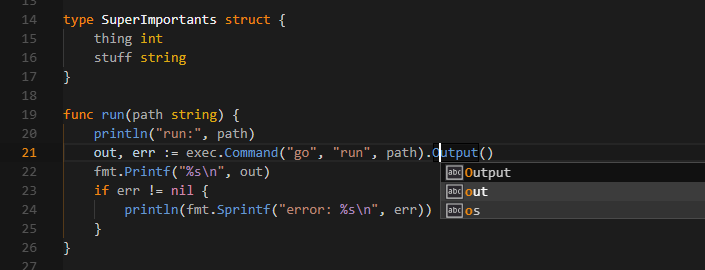 14 type SuperImportants struct {
15 thing int
16 stuff string
17 }
18
19 func run(path string) {
20 println("run:", path)
21 out, err := exec.Command("go", "run", path).Output()
22 fmt.Printf("%s\n", out)
abc Output
23 if err != nil {
abc out
24 println(fmt.Sprintf("error: %s\n", err))
abc os
25 }
26 }
27